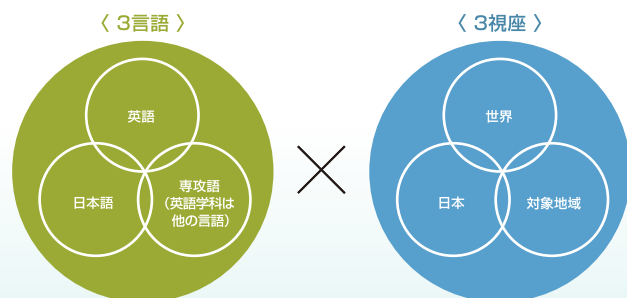 〈 3言語 〉
英語
日本語
専攻語
（英語学科は
他の言語）
×
〈 3視座 〉
世界
日本
対象地域